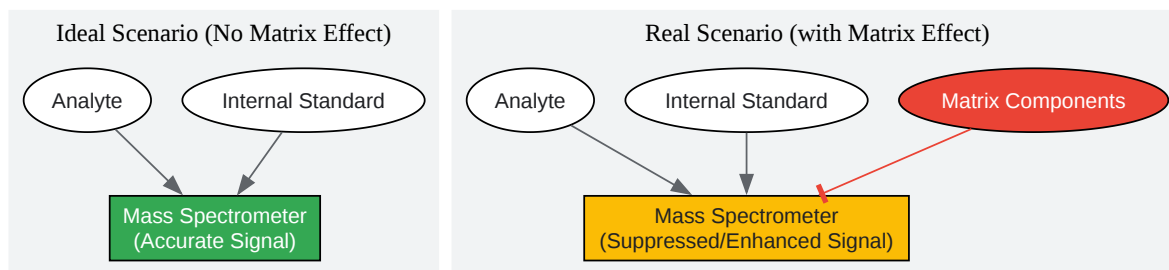 Ideal Scenario (No Matrix Effect)
Analyte
Internal Standard
Mass Spectrometer
(Accurate Signal)
Real Scenario (with Matrix Effect)
Analyte
Internal Standard
Matrix Components
Mass Spectrometer
(Suppressed/Enhanced Signal)